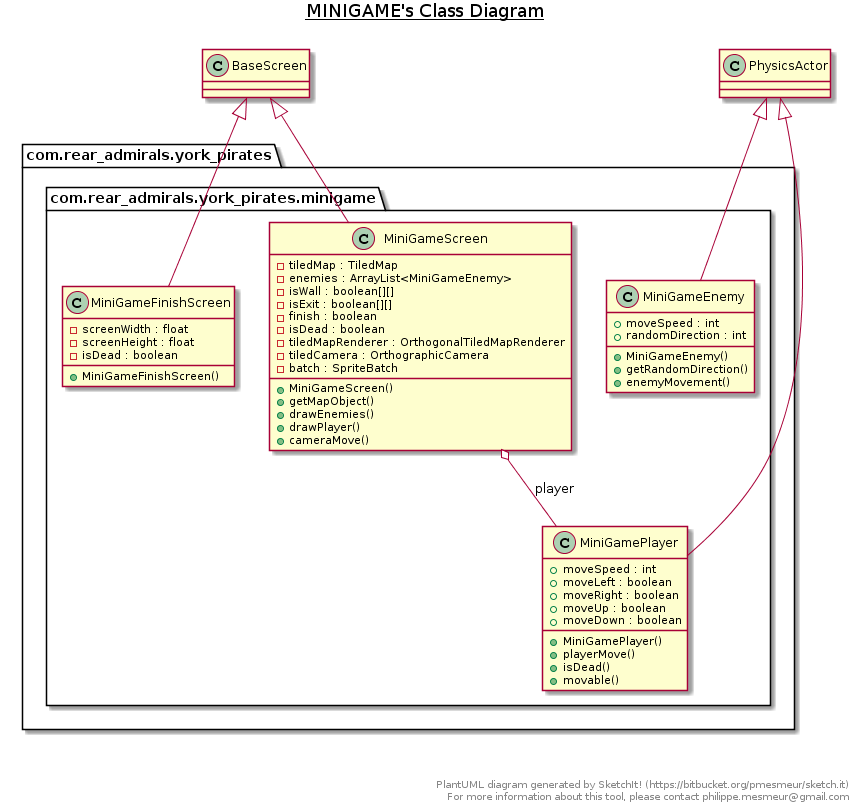 MINIGAME's Class Diagram
C BaseScreen
C PhysicsActor
com.rear_admirals.york_pirates
com.rear_admirals.york_pirates.minigame
C MiniGameScreen
tiledMap : TiledMap
enemies : ArrayList<MiniGameEnemy>
isWall : boolean[][]
isExit : boolean[][]
finish : boolean
isDead : boolean
tiledMapRenderer : OrthogonalTiledMapRenderer
tiledCamera : OrthographicCamera
batch : SpriteBatch
MiniGameScreen()
getMapObject()
drawEnemies()
drawPlayer()
cameraMove()
C MiniGameFinishScreen
screenWidth : float
screenHeight : float
isDead : boolean
MiniGameFinishScreen()
C MiniGameEnemy
moveSpeed : int
randomDirection : int
MiniGameEnemy()
getRandomDirection()
enemyMovement()
player
C MiniGamePlayer
moveSpeed : int
moveLeft : boolean
moveRight : boolean
moveUp : boolean
moveDown : boolean
MiniGamePlayer()
playerMove()
isDead()
movable()
PlantUML diagram generated by SketchIt! (https://bitbucket.org/pmesmeur/sketch.it)
For more information about this tool, please contact philippe.mesmeur@gmail.com